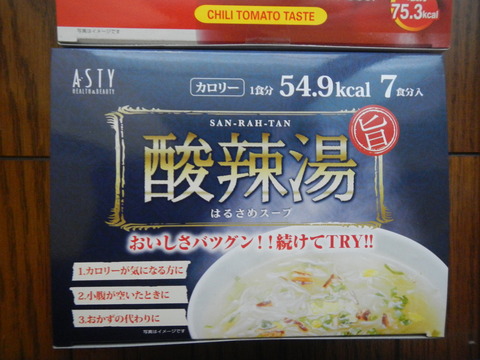 CHILI TOMATO TASTE
75.3kcal
写真はイメージです
ASTY
HEALTH&BEAUTY
カロリー 1食分 54.9kcal 7食分入
SAN-RAH-TAN
酸辣湯
旨
はるさめスープ
おいしさバツグン!!続けてTRY!!
1.カロリーが気になる方に
2.小腹が空いたときに
3.おかずの代わりに
写真はイメージです